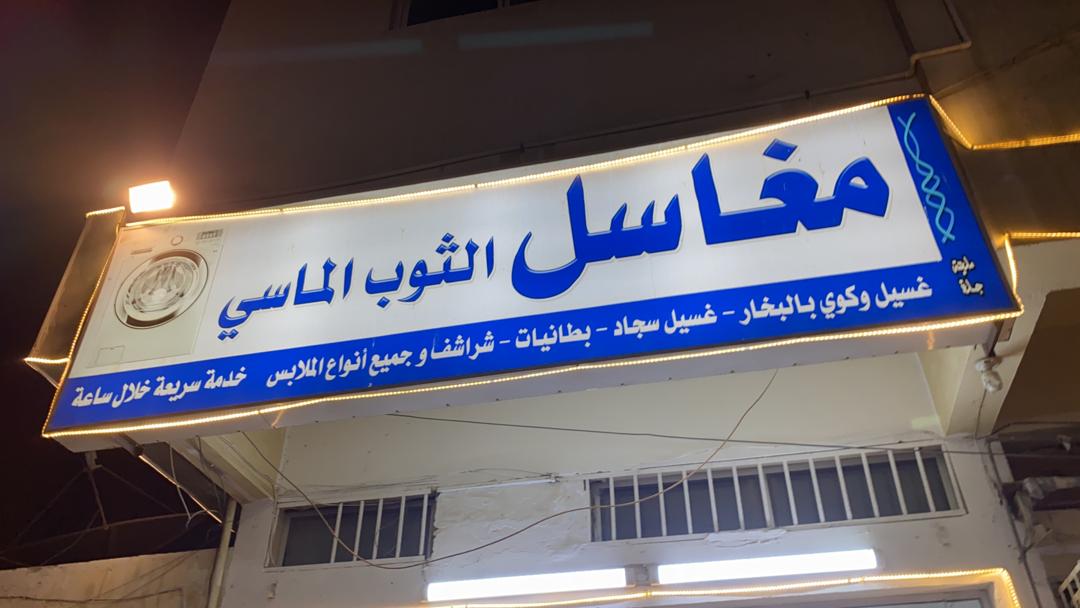 مغاسل الثوب الماسي
غسيل وكوي بالبخار - غسيل سجاد - بطانيات - شراشف و جميع أنواع الملابس خدمة سريعة خلال ساعة